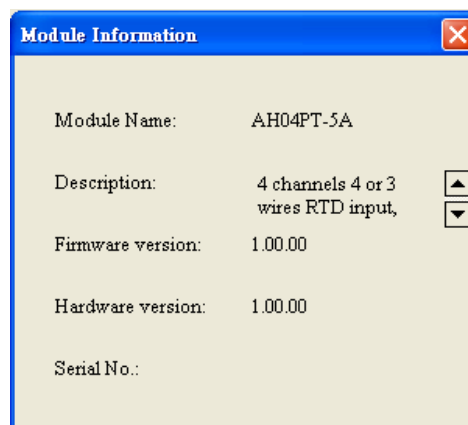 Module Information
Module Name: AH04PT-5A
Description: 4 channels 4 or 3
wires RTD input,
Firmware version: 1.00.00
Hardware version: 1.00.00
Serial No.: